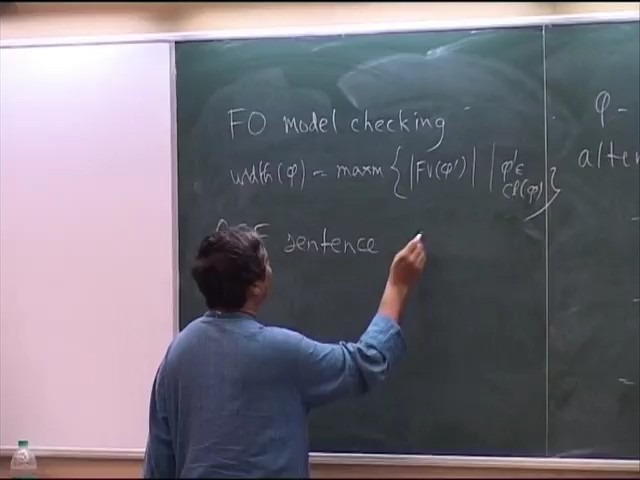 FO model checking
width(φ) = maxm { |FV(φ')| | φ' ∈ Cl(φ) }
sentence
φ -
alter